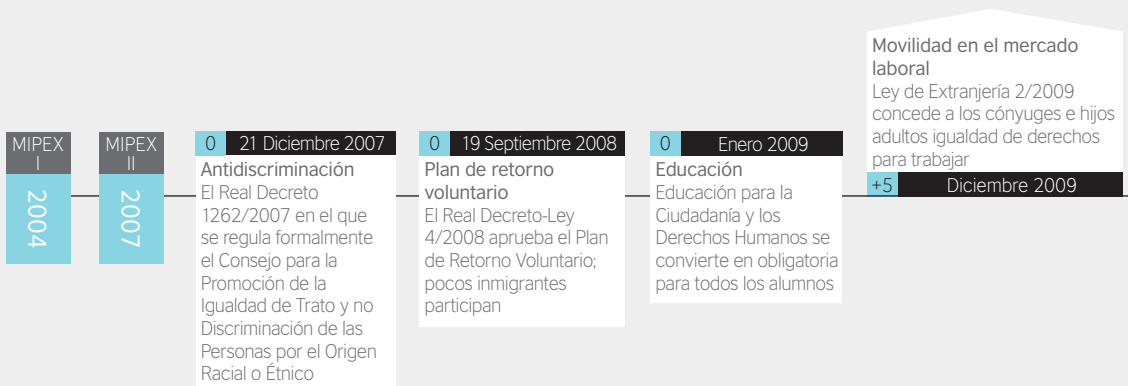 MIPEX
I
2004
MIPEX
II
2007
0 21 Diciembre 2007
Antidiscriminación
El Real Decreto
1262/2007 en el que
se regula formalmente
el Consejo para la
Promoción de la
Igualdad de Trato y no
Discriminación de las
Personas por el Origen
Racial o Étnico
0 19 Septiembre 2008
Plan de retorno
voluntario
El Real Decreto-Ley
4/2008 aprueba el Plan
de Retorno Voluntario;
pocos inmigrantes
participan
0 Enero 2009
Educación
Educación para la
Ciudadanía y los
Derechos Humanos se
convierte en obligatoria
para todos los alumnos
Movilidad en el mercado
laboral
Ley de Extranjería 2/2009
concede a los cónyuges e hijos
adultos igualdad de derechos
para trabajar
+5 Diciembre 2009